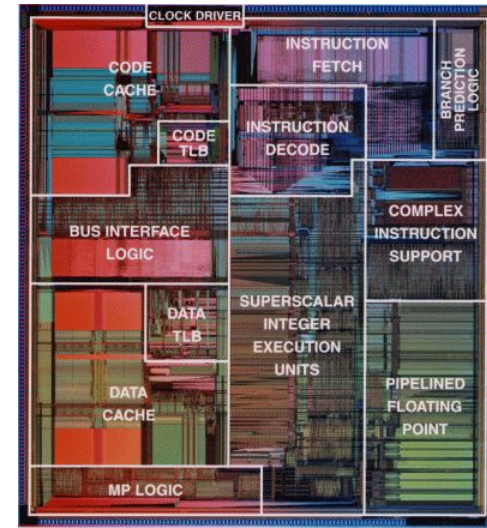 CLOCK DRIVER
CODE
CACHE
INSTRUCTION
FETCH
BRANCH
PREDICTION
LOGIC
CODE
TLB
INSTRUCTION
DECODE
BUS INTERFACE
LOGIC
COMPLEX
INSTRUCTION
SUPPORT
DATA
TLB
SUPERSCALAR
INTEGER
EXECUTION
UNITS
DATA
CACHE
PIPELINED
FLOATING
POINT
MP LOGIC